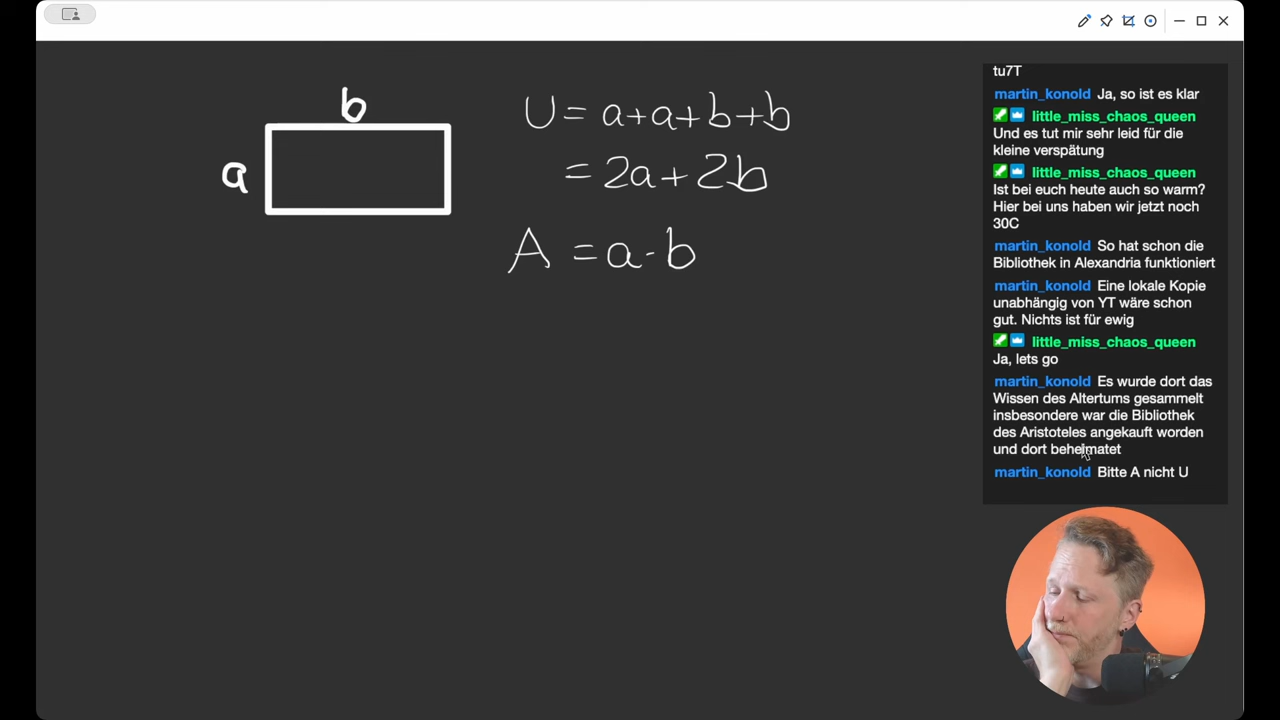 b
a
U = a+a+b+b
= 2a+2b
A = a·b
tu7T
martin_konold Ja, so ist es klar
little_miss_chaos_queen
Und es tut mir sehr leid für die
kleine verspätung
little_miss_chaos_queen
Ist bei euch heute auch so warm?
Hier bei uns haben wir jetzt noch
30C
martin_konold So hat schon die
Bibliothek in Alexandria funktioniert
martin_konold Eine lokale Kopie
unabhängig von YT wäre schon
gut. Nichts ist für ewig
little_miss_chaos_queen
Ja, lets go
martin_konold Es wurde dort das
Wissen des Altertums gesammelt
insbesondere war die Bibliothek
des Aristoteles angekauft worden
und dort beheimatet
martin_konold Bitte A nicht U